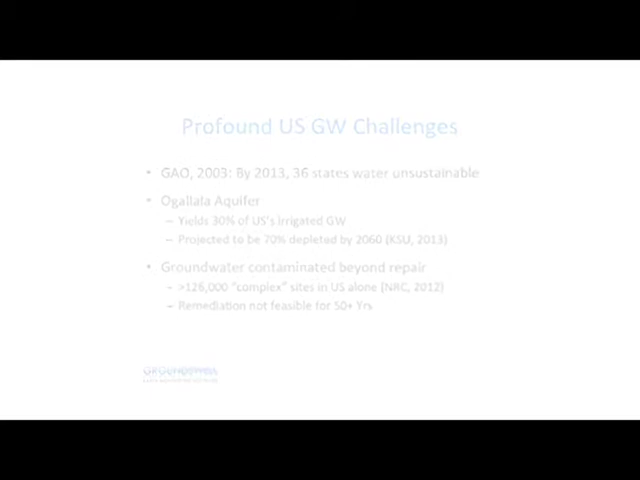 Profound US GW Challenges
• GAO, 2003: By 2013, 36 states water unsustainable
• Ogallala Aquifer
– Yields 30% of US's irrigated GW
– Projected to be 70% depleted by 2060 (KSU, 2013)
• Groundwater contaminated beyond repair
– >126,000 "complex" sites in US alone (NRC, 2012)
– Remediation not feasible for 50+ Yrs